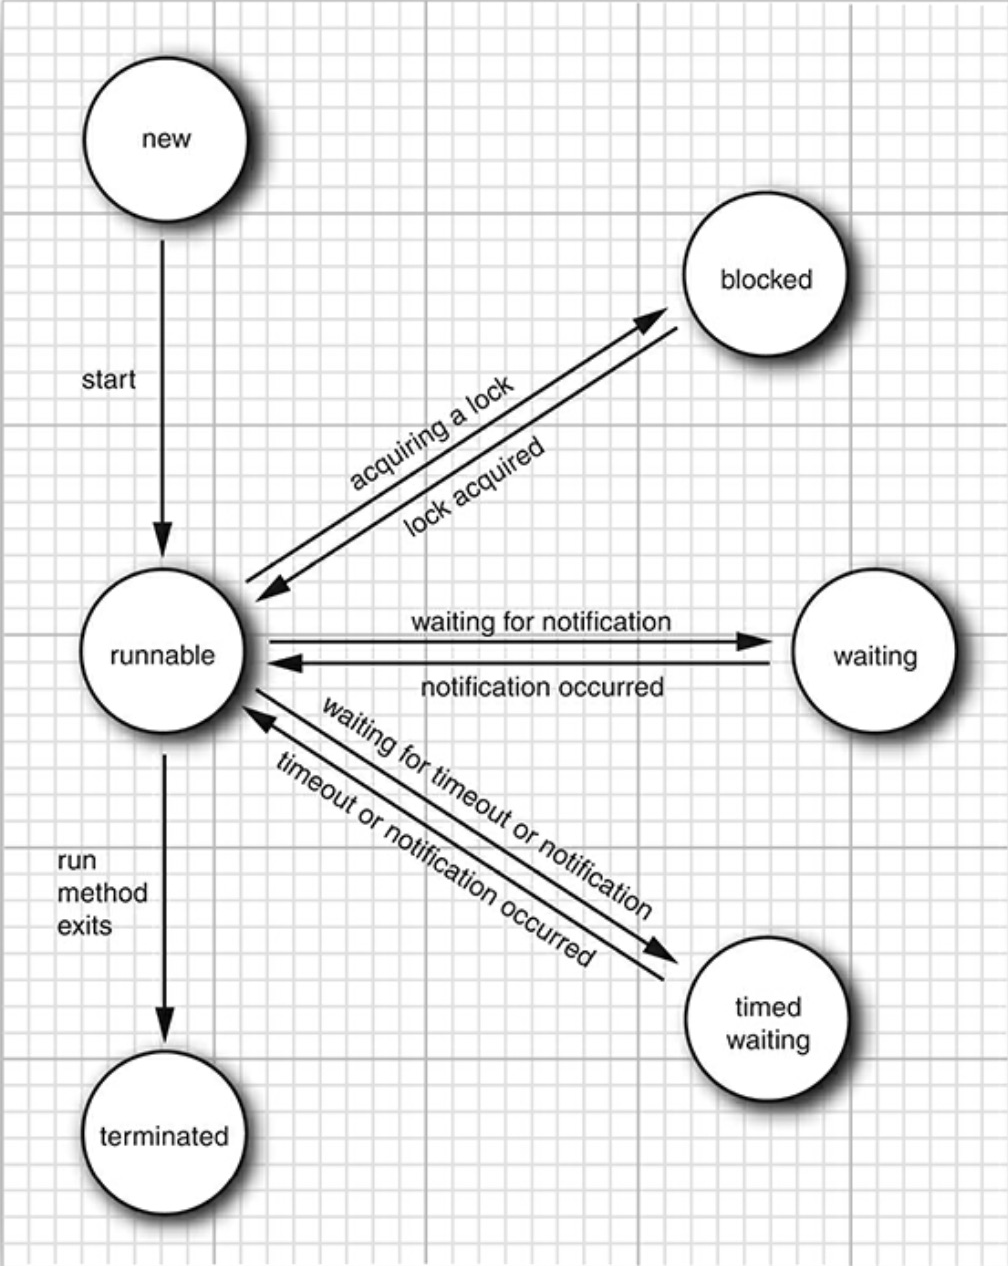 new
blocked
start
acquiring a lock
lock acquired
waiting for notification
runnable
waiting
notification occurred
waiting for timeout or notification
timeout or notification occurred
run
method
exits
timed
waiting
terminated